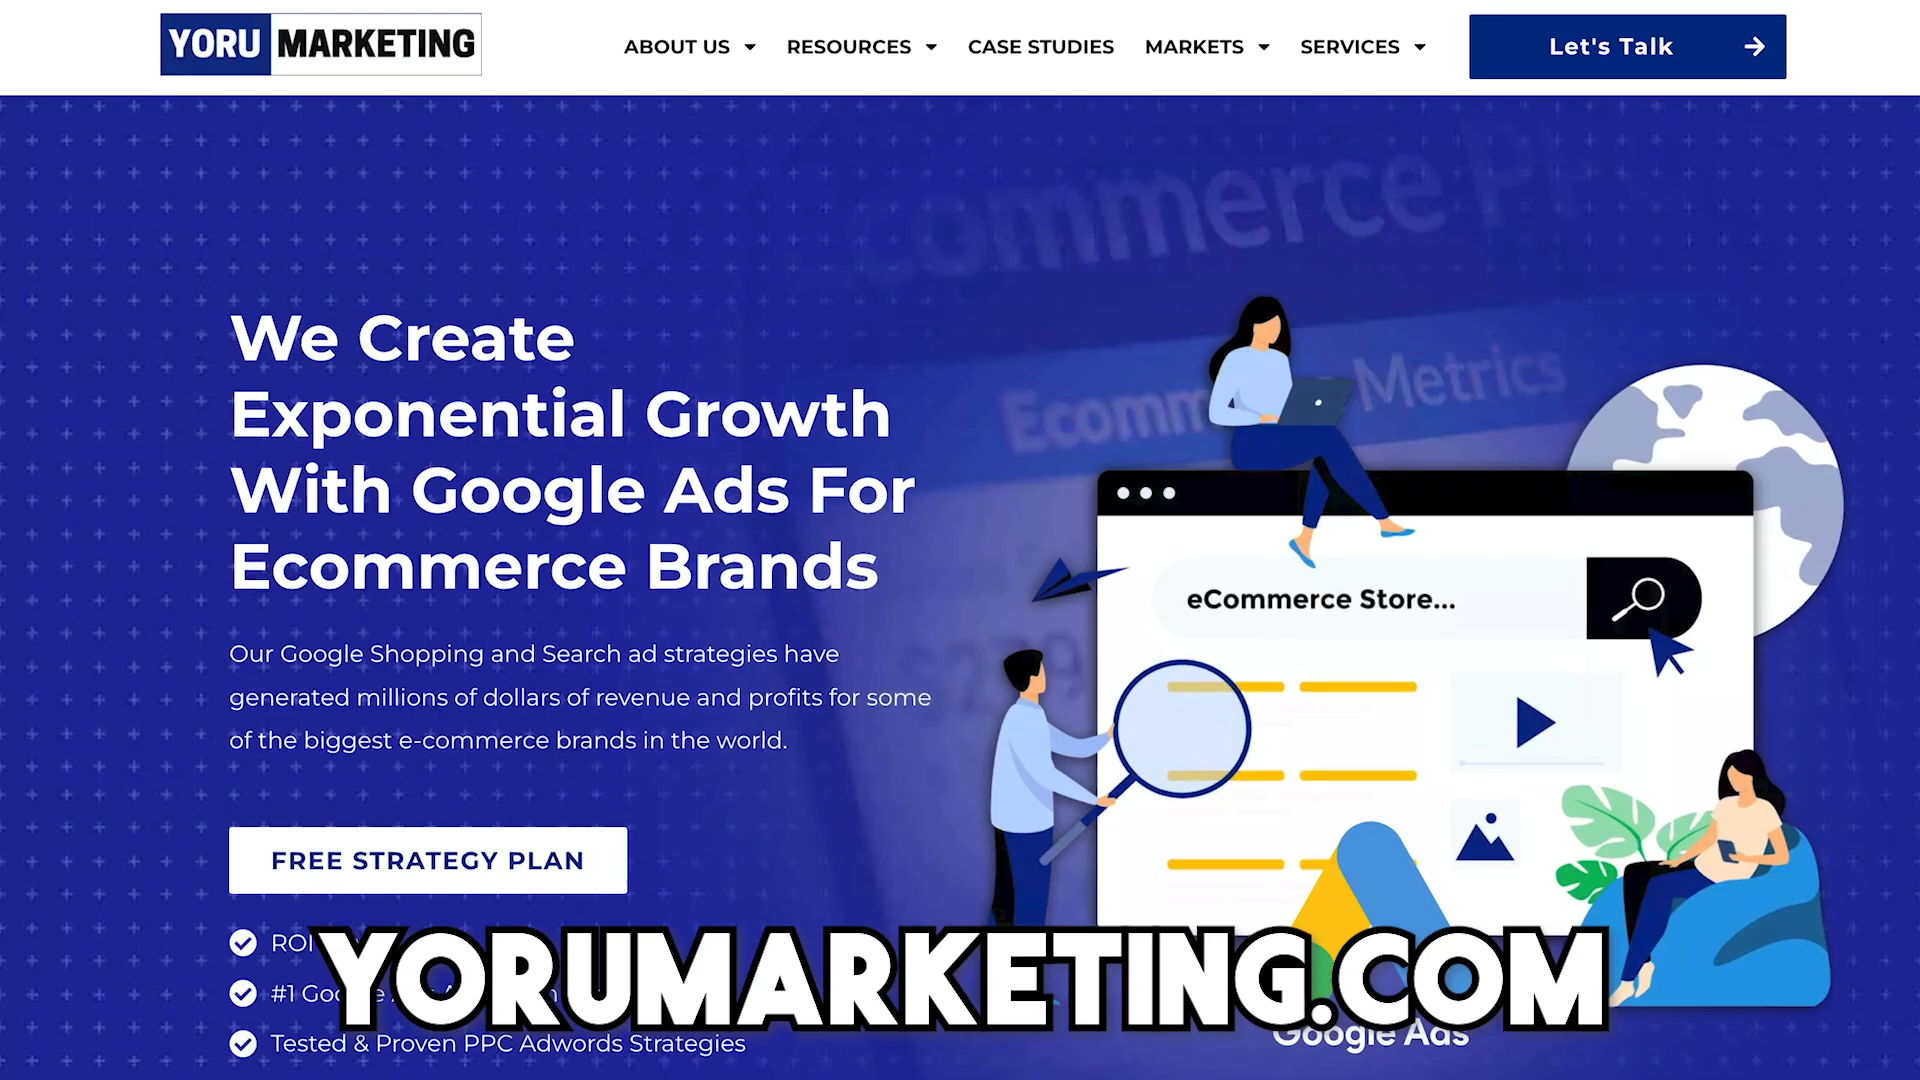 YORU MARKETING
ABOUT US
RESOURCES
CASE STUDIES
MARKETS
SERVICES
Let's Talk
Ecommerce PPC
Metrics
We Create
Exponential Growth
With Google Ads For
Ecommerce Brands
eCommerce Store...
Our Google Shopping and Search ad strategies have
generated millions of dollars of revenue and profits for some
of the biggest e-commerce brands in the world.
FREE STRATEGY PLAN
#1
YORUMARKETING.COM
Tested & Proven PPC Adwords Strategies
Google Ads